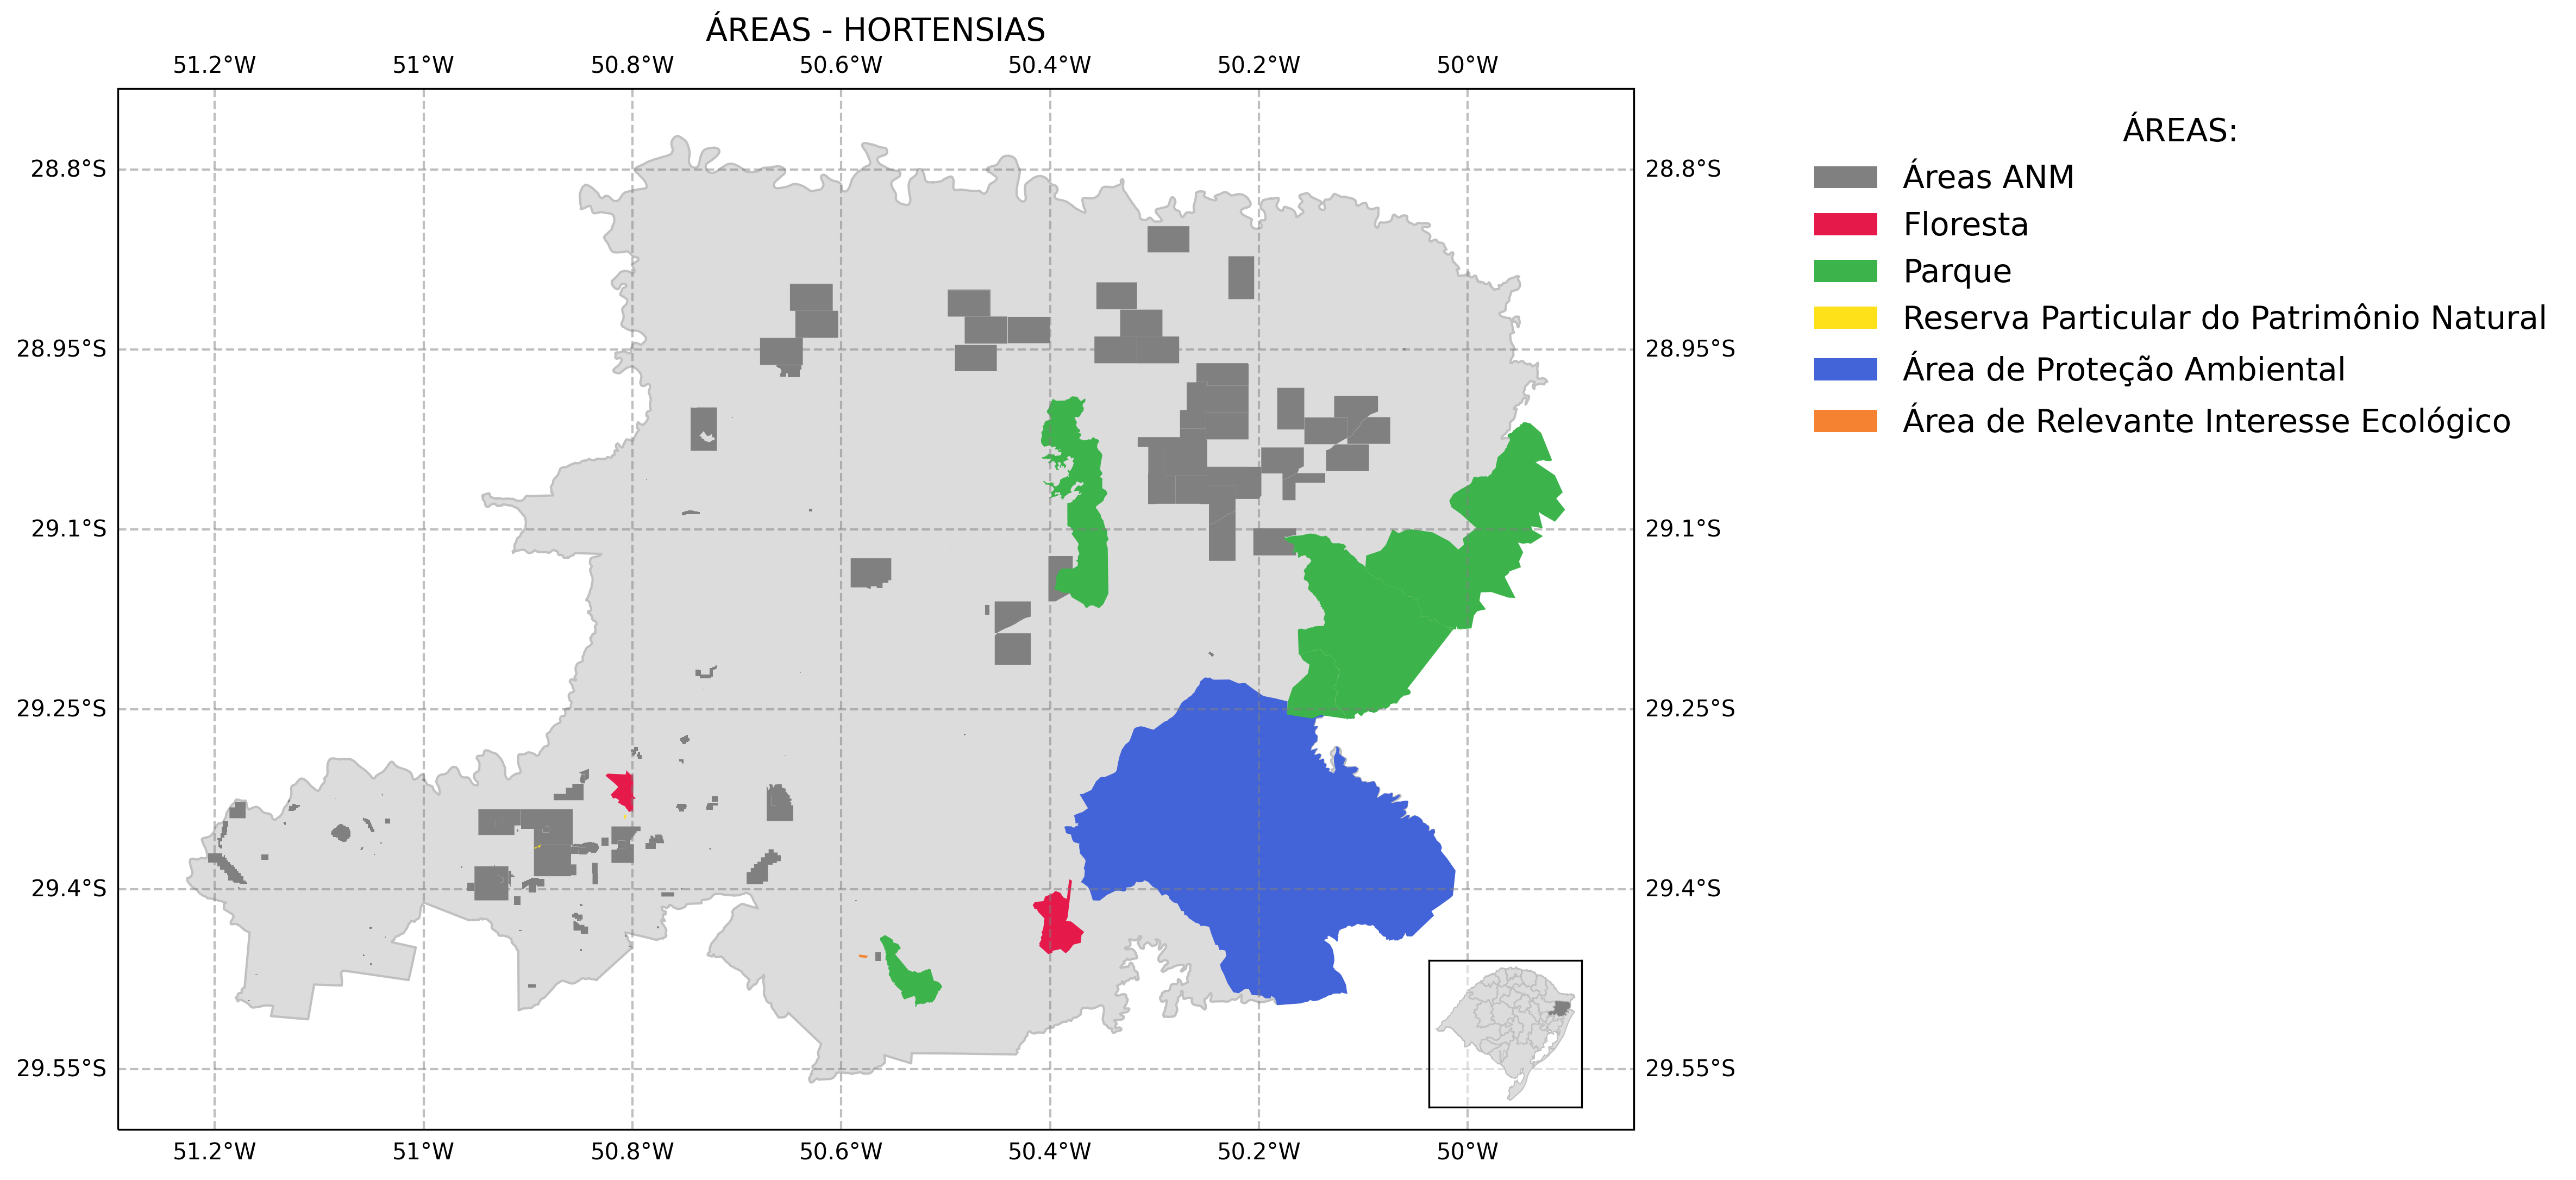 ÁREAS - HORTENSIAS
51.2°W 51°W 50.8°W 50.6°W 50.4°W 50.2°W 50°W
ÁREAS:
28.8°S 28.8°S
Áreas ANM
Floresta
Parque
Reserva Particular do Patrimônio Natural
28.95°S 28.95°S
Área de Proteção Ambiental
Área de Relevante Interesse Ecológico
29.1°S 29.1°S
29.25°S 29.25°S
29.4°S 29.4°S
29.55°S 29.55°S
51.2°W 51°W 50.8°W 50.6°W 50.4°W 50.2°W 50°W